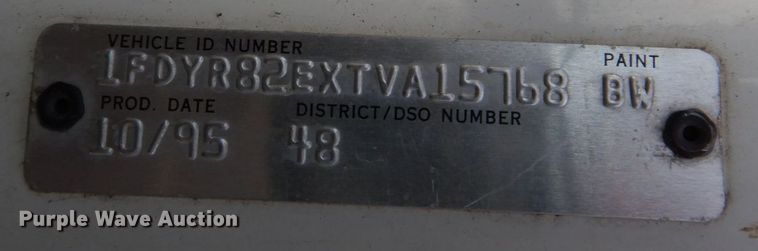 VEHICLE ID NUMBER PAINT
1FDYR82EXTVA15768 BW
PROD. DATE DISTRICT/DSO NUMBER
10/95 48
Purple Wave Auction